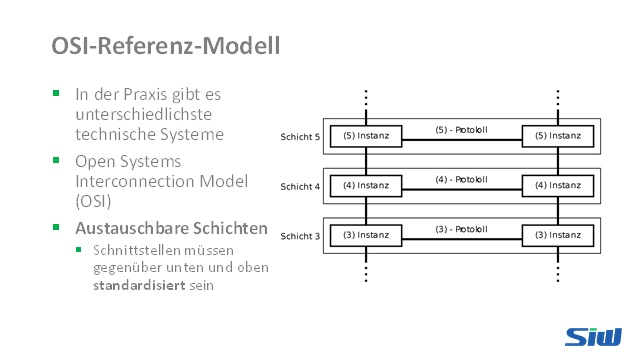 OSI-Referenz-Modell
In der Praxis gibt es
unterschiedlichste
technische Systeme
Open Systems
Interconnection Model
(OSI)
Austauschbare Schichten
Schnittstellen müssen
gegenüber unten und oben
standardisiert sein
Schicht 5
(5) Instanz
(5) - Protokoll
(5) Instanz
Schicht 4
(4) Instanz
(4) - Protokoll
(4) Instanz
Schicht 3
(3) Instanz
(3) - Protokoll
(3) Instanz
SiW